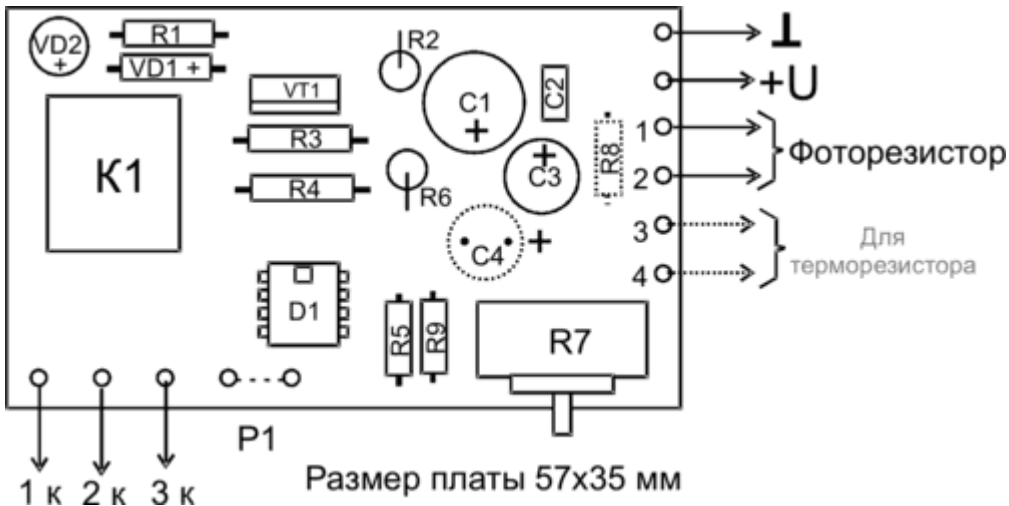 VD2
+
R1
VD1 +
R2
VT1
C1
+
C2
R3
+
C3
R8
K1
R4
R6
C4 +
D1
R5
R9
R7
⊥
+U
1
2
Фоторезистор
3
4
Для
терморезистора
P1
1 к 2 к 3 к
Размер платы 57x35 мм